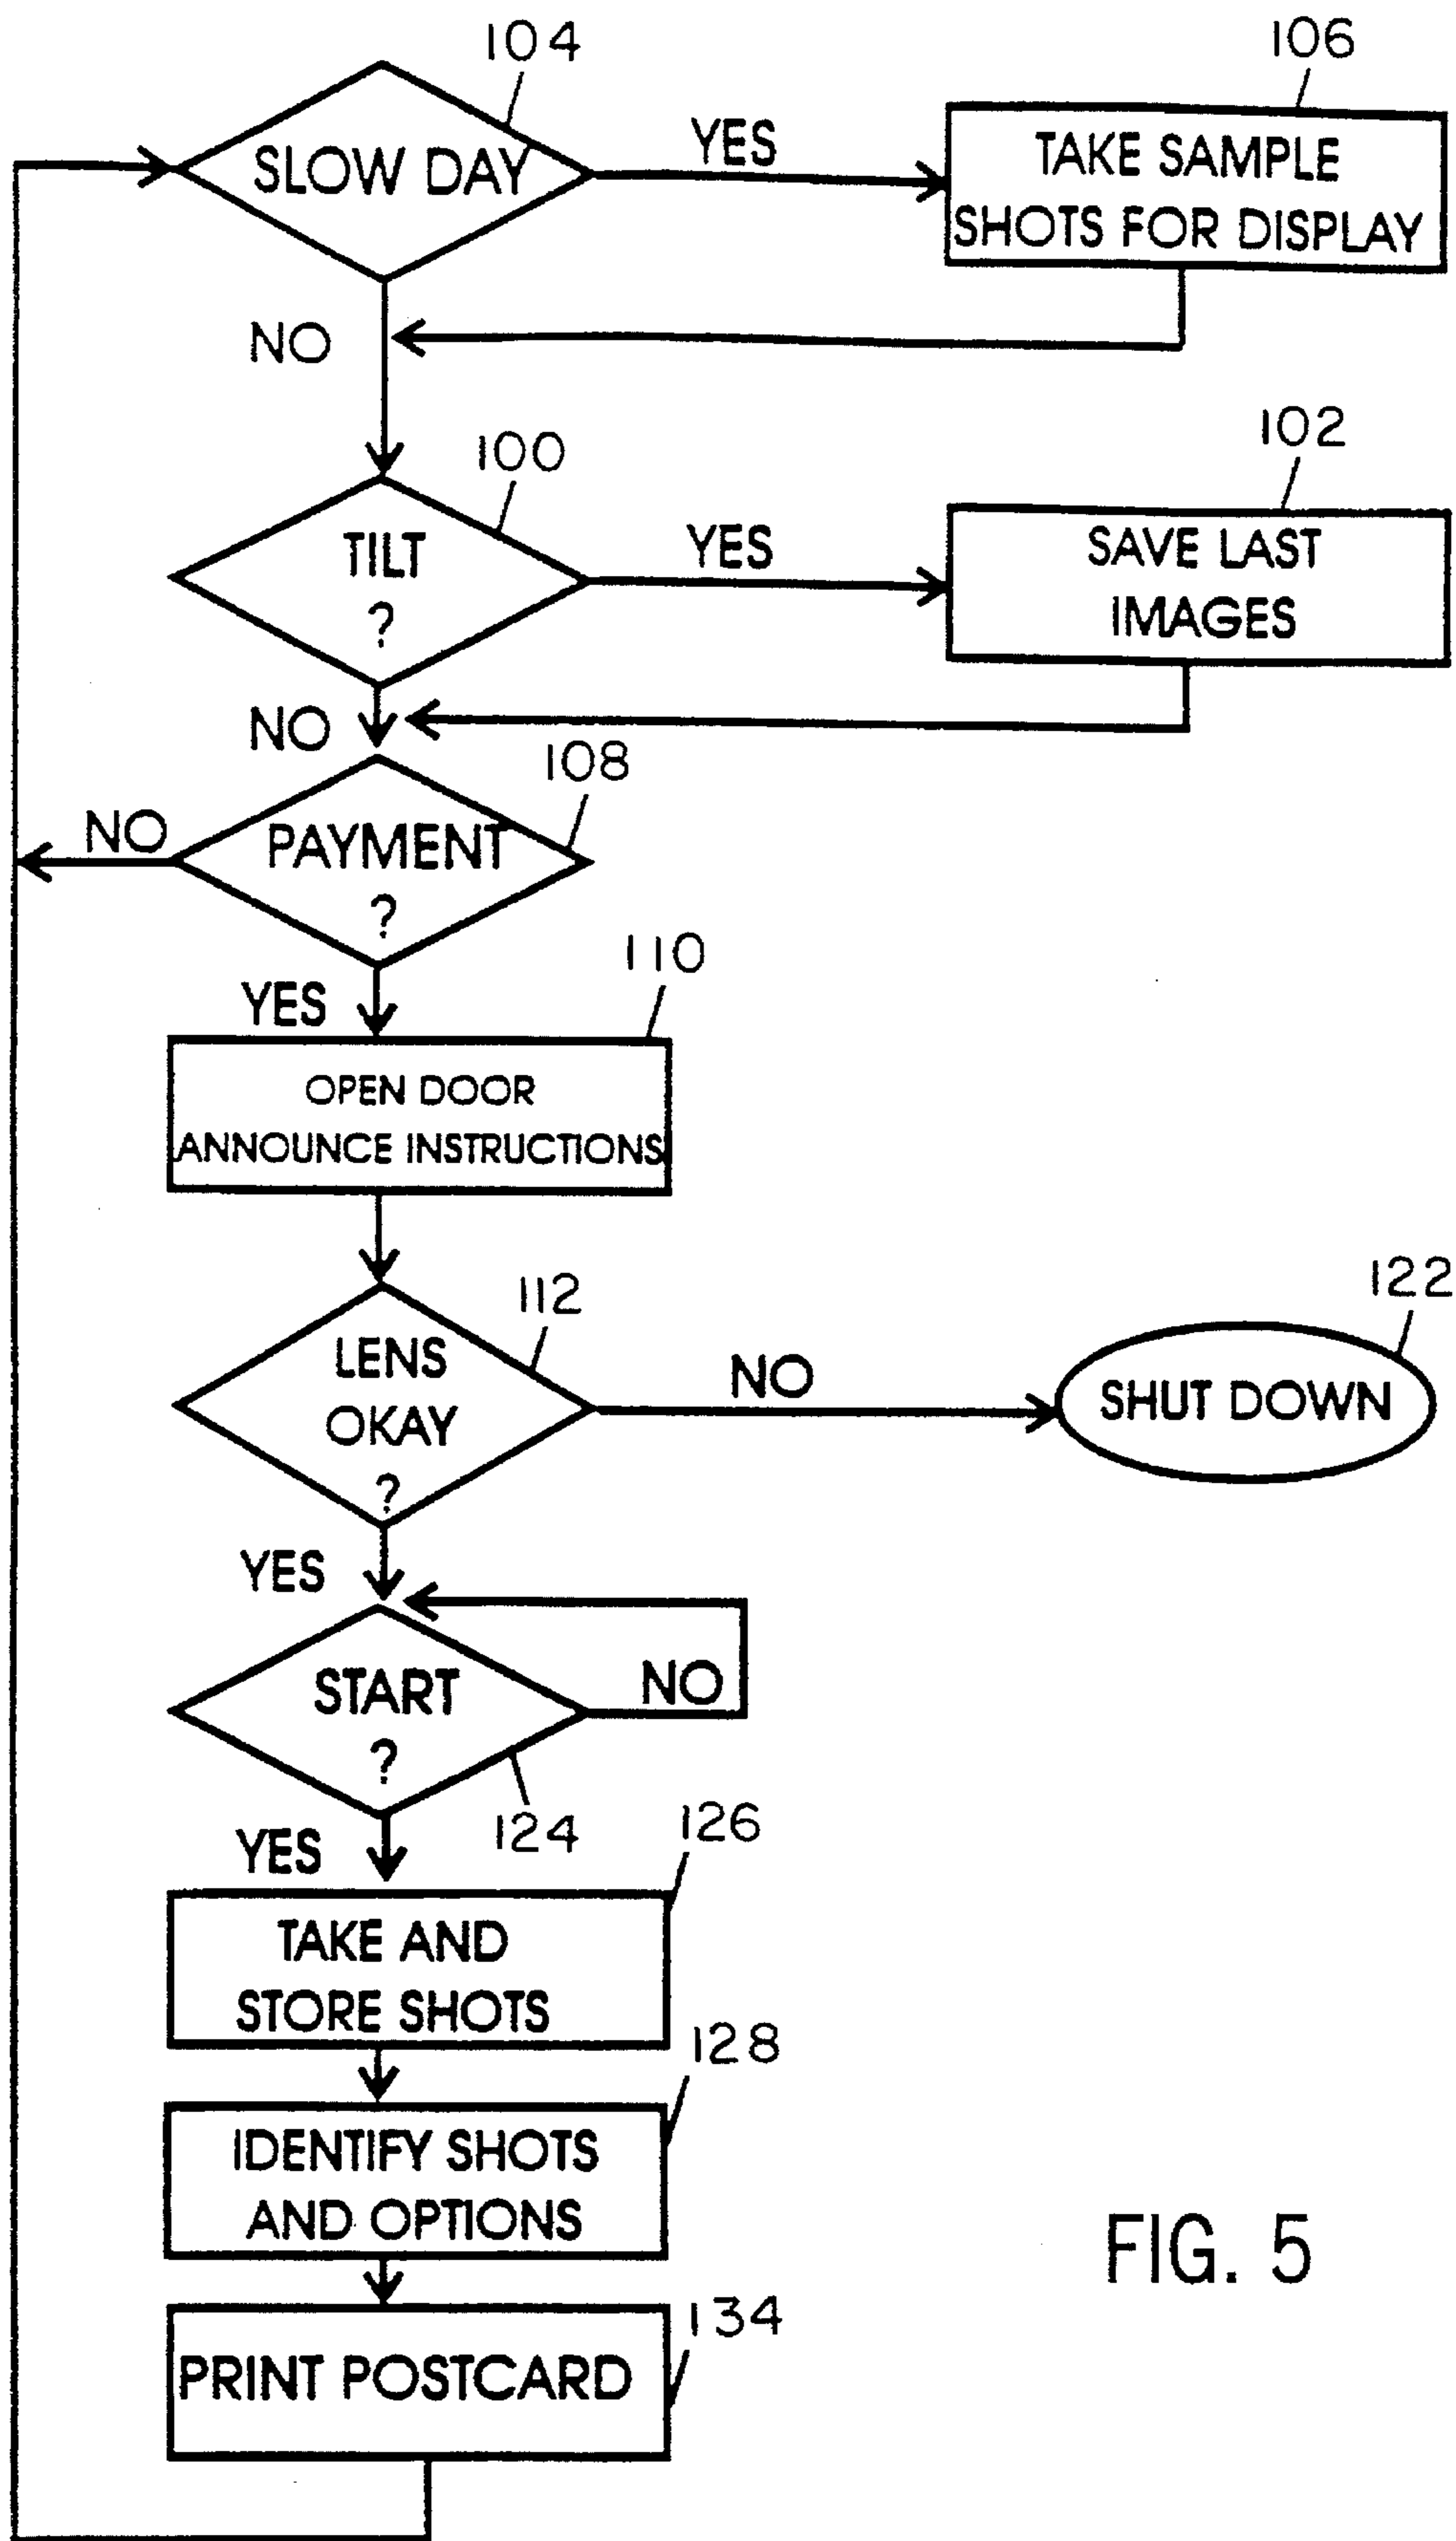 104
106
SLOW DAY
YES
TAKE SAMPLE
SHOTS FOR DISPLAY
NO
100
102
TILT
?
YES
SAVE LAST
IMAGES
NO
108
NO
PAYMENT
?
110
YES
OPEN DOOR
ANNOUNCE INSTRUCTIONS
112
122
LENS
OKAY
?
NO
SHUT DOWN
YES
START
?
NO
124
126
YES
TAKE AND
STORE SHOTS
128
IDENTIFY SHOTS
AND OPTIONS
134
PRINT POSTCARD
FIG. 5